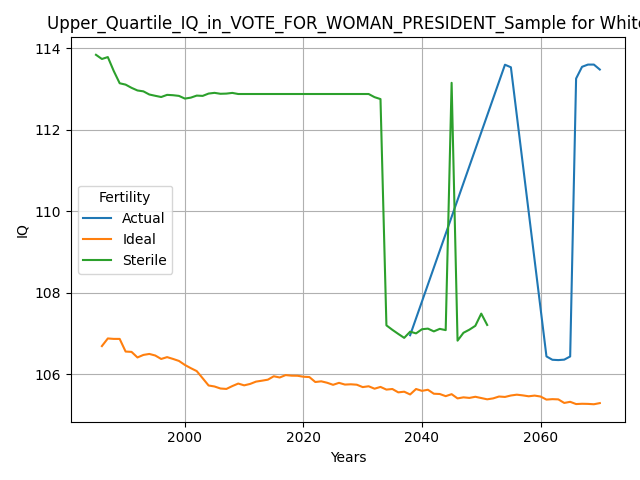 Upper_Quartile_IQ_in_VOTE_FOR_WOMAN_PRESIDENT_Sample for White
114
112
110
108
106
IQ
Fertility
Actual
Ideal
Sterile
2000 2020 2040 2060
Years